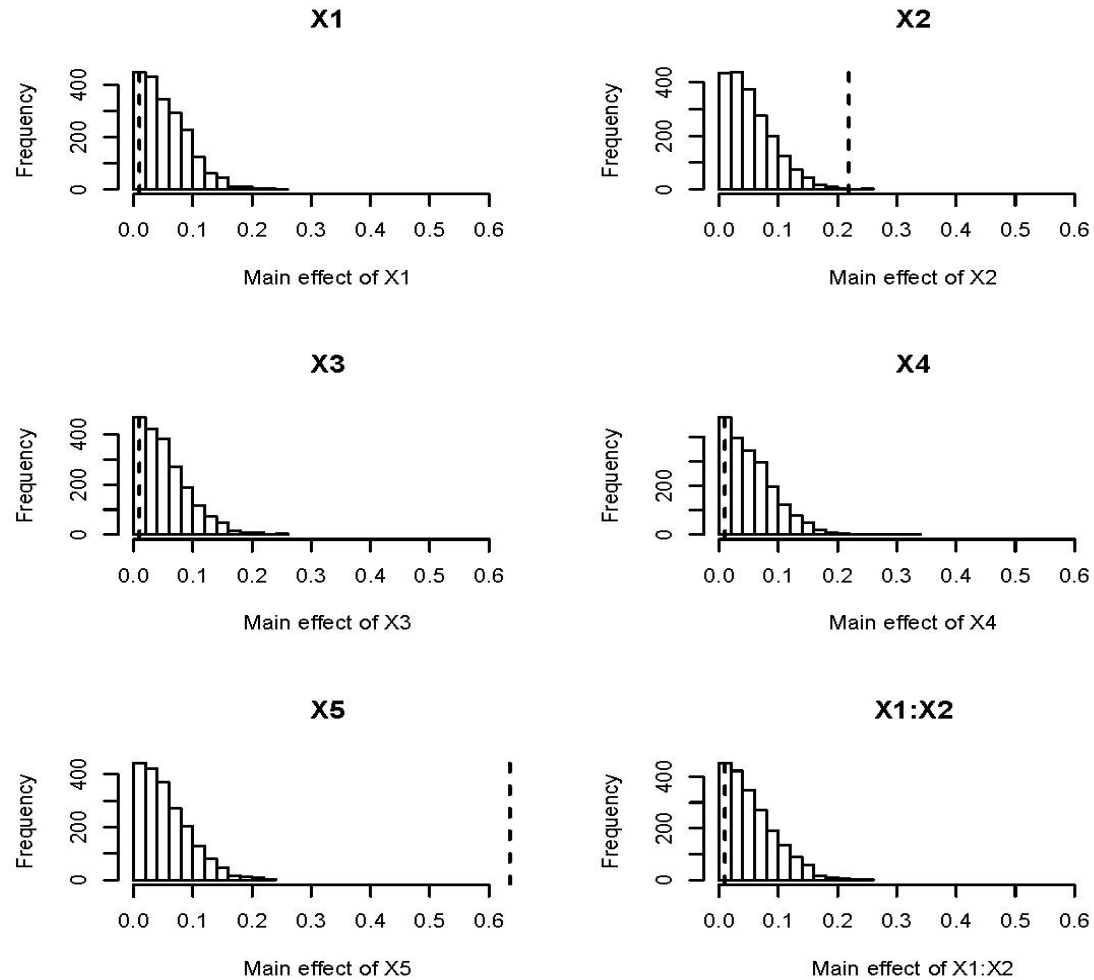 X1 X2
400
200
0
Frequency
0.0 0.1 0.2 0.3 0.4 0.5 0.6
Main effect of X1
400
200
0
Frequency
0.0 0.1 0.2 0.3 0.4 0.5 0.6
Main effect of X2
X3 X4
400
200
0
Frequency
0.0 0.1 0.2 0.3 0.4 0.5 0.6
Main effect of X3
200
0
Frequency
0.0 0.1 0.2 0.3 0.4 0.5 0.6
Main effect of X4
X5 X1:X2
400
200
0
Frequency
0.0 0.1 0.2 0.3 0.4 0.5 0.6
Main effect of X5
400
200
0
Frequency
0.0 0.1 0.2 0.3 0.4 0.5 0.6
Main effect of X1:X2